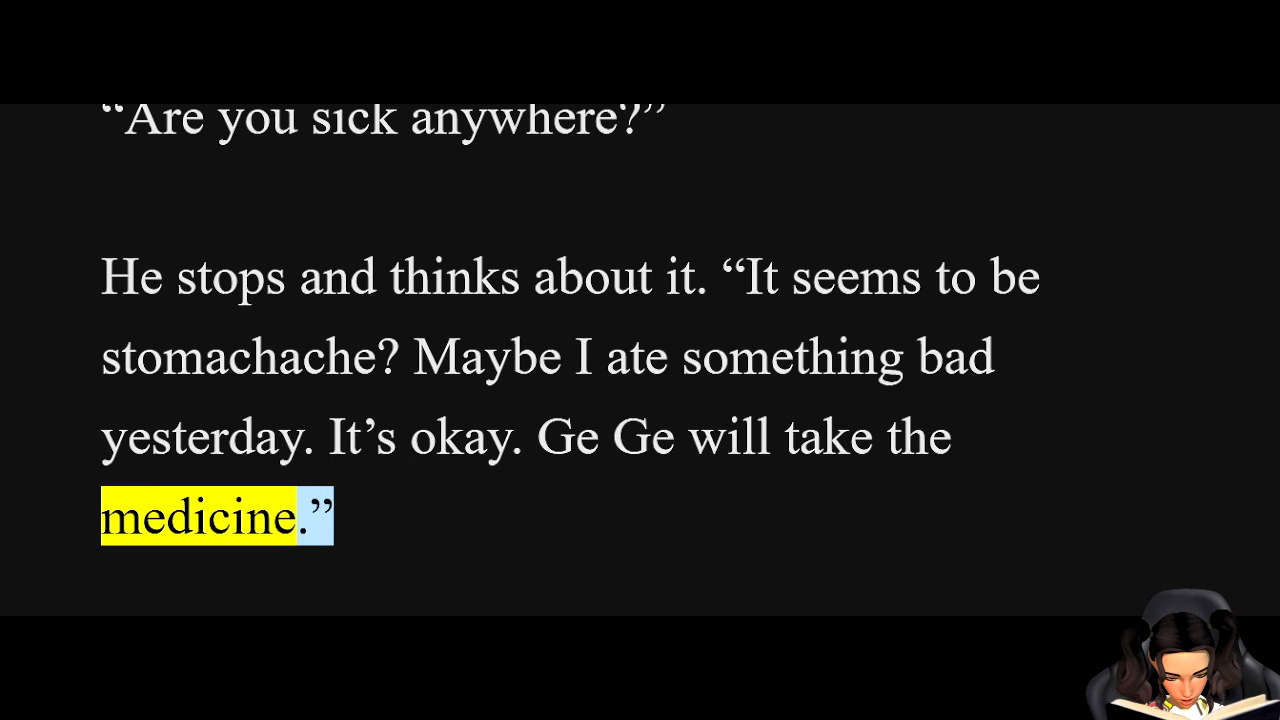 “Are you sick anywhere?”
He stops and thinks about it. “It seems to be
stomachache? Maybe I ate something bad
yesterday. It’s okay. Ge Ge will take the
medicine.”